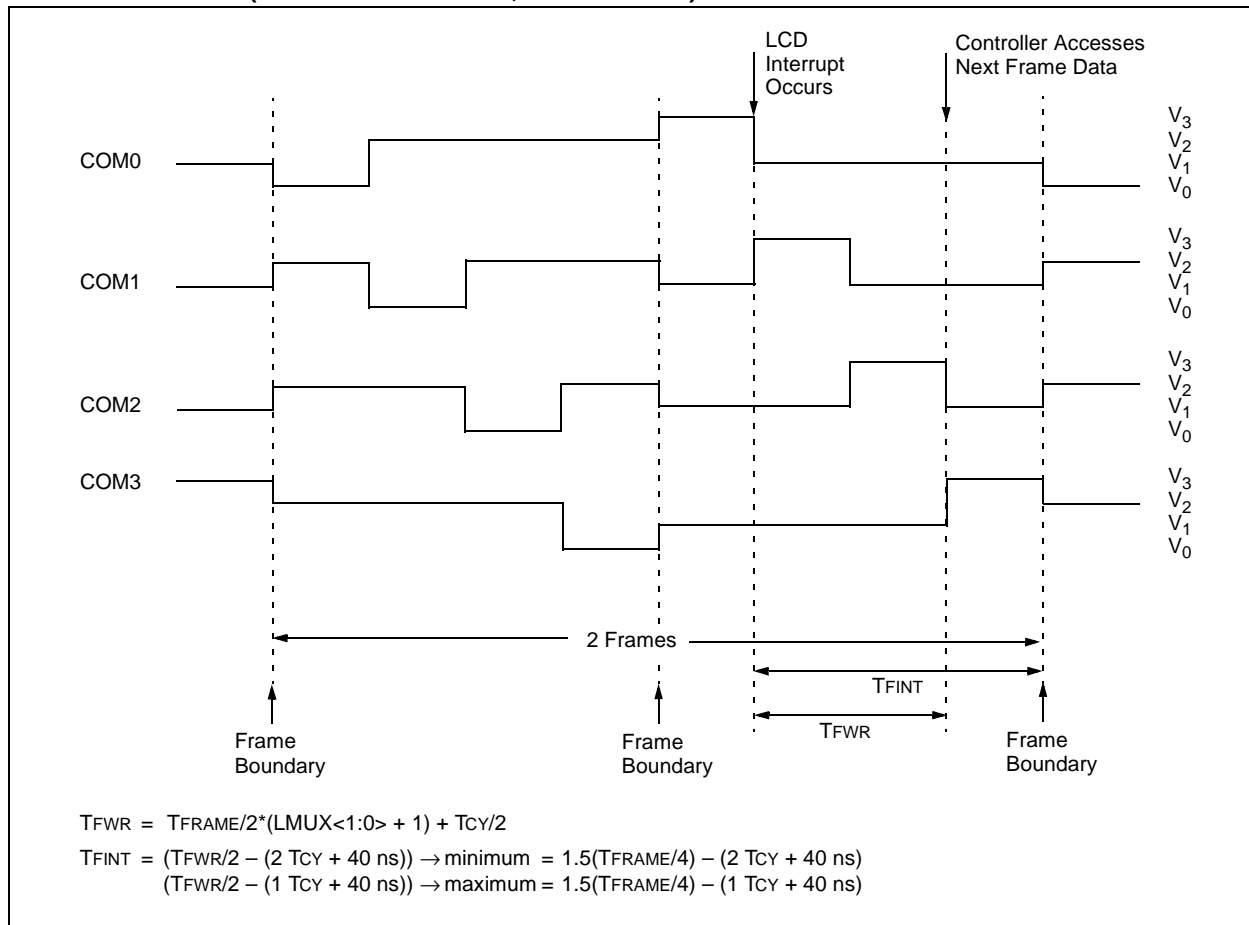 LCD
Interrupt
Occurs
Controller Accesses
Next Frame Data
COM0
V3
V2
V1
V0
COM1
V3
V2
V1
V0
COM2
V3
V2
V1
V0
COM3
V3
V2
V1
V0
2 Frames
TFINT
TFWR
Frame
Boundary
Frame
Boundary
Frame
Boundary
TFWR = TFRAME/2*(LMUX<1:0> + 1) + TCY/2
TFINT = (TFWR/2 – (2 TCY + 40 ns)) → minimum = 1.5(TFRAME/4) – (2 TCY + 40 ns)
(TFWR/2 – (1 TCY + 40 ns)) → maximum = 1.5(TFRAME/4) – (1 TCY + 40 ns)